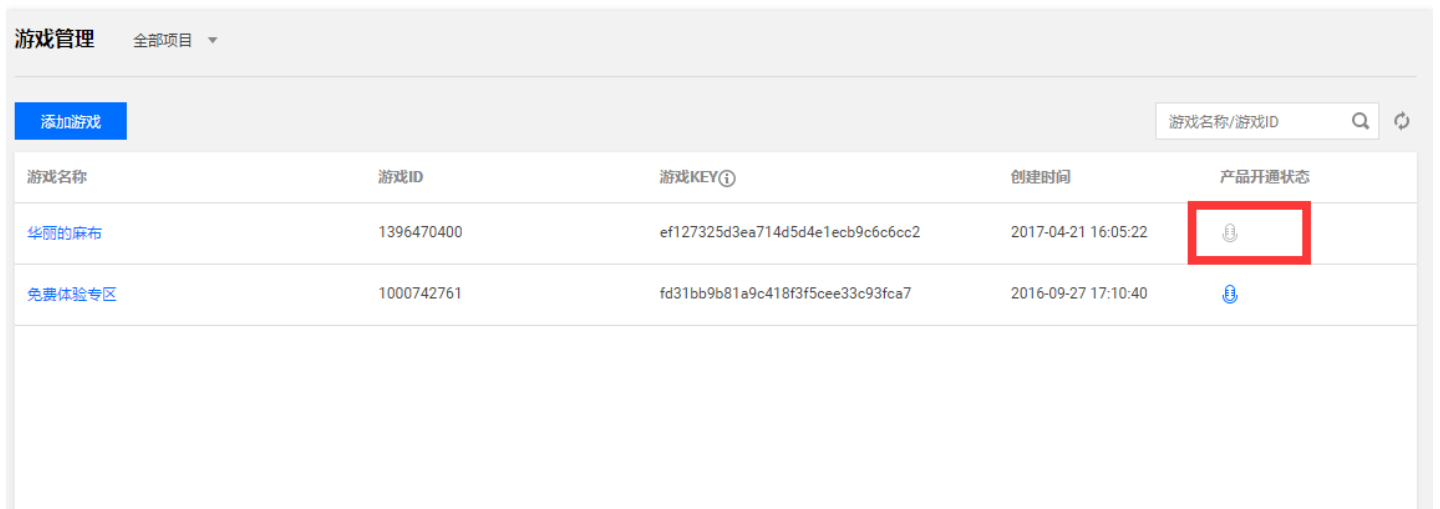 游戏管理 全部项目
添加游戏 游戏名称/游戏ID
游戏名称 游戏ID 游戏KEY 创建时间 产品开通状态
华丽的麻布 1396470400 ef127325d3ea714d5d4e1ecb9c6c6cc2 2017-04-21 16:05:22
免费体验专区 1000742761 fd31bb9b81a9c418f3f5cee33c93fca7 2016-09-27 17:10:40